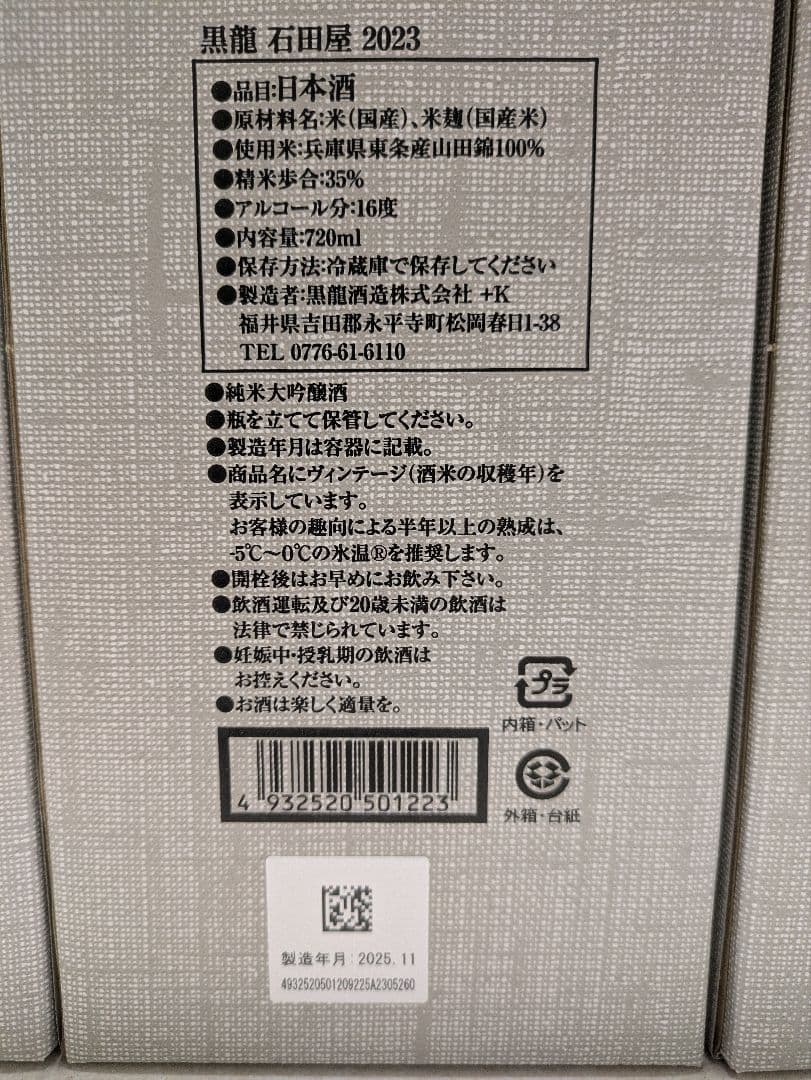 黒龍 石田屋 2023
●品目:日本酒
●原材料名:米(国産)、米麹(国産米)
●使用米:兵庫県東条産山田錦100%
●精米歩合:35%
●アルコール分:16度
●内容量:720ml
●保存方法:冷蔵庫で保存してください
●製造者:黒龍酒造株式会社 +K
福井県吉田郡永平寺町松岡春日1-38
TEL 0776-61-6110
●純米大吟醸酒
●瓶を立てて保管してください。
●製造年月は容器に記載。
●商品名にヴィンテージ(酒米の収穫年)を
表示しています。
お客様の趣向による半年以上の熟成は、
-5℃〜0℃の氷温®を推奨します。
●開栓後はお早めにお飲み下さい。
●飲酒運転及び20歳未満の飲酒は
法律で禁じられています。
●妊娠中・授乳期の飲酒は
お控えください。
●お酒は楽しく適量を。
プラ
内箱・パット
外箱・台紙
4 932520 501223
製造年月:2025.11
4932520501209225A2305260